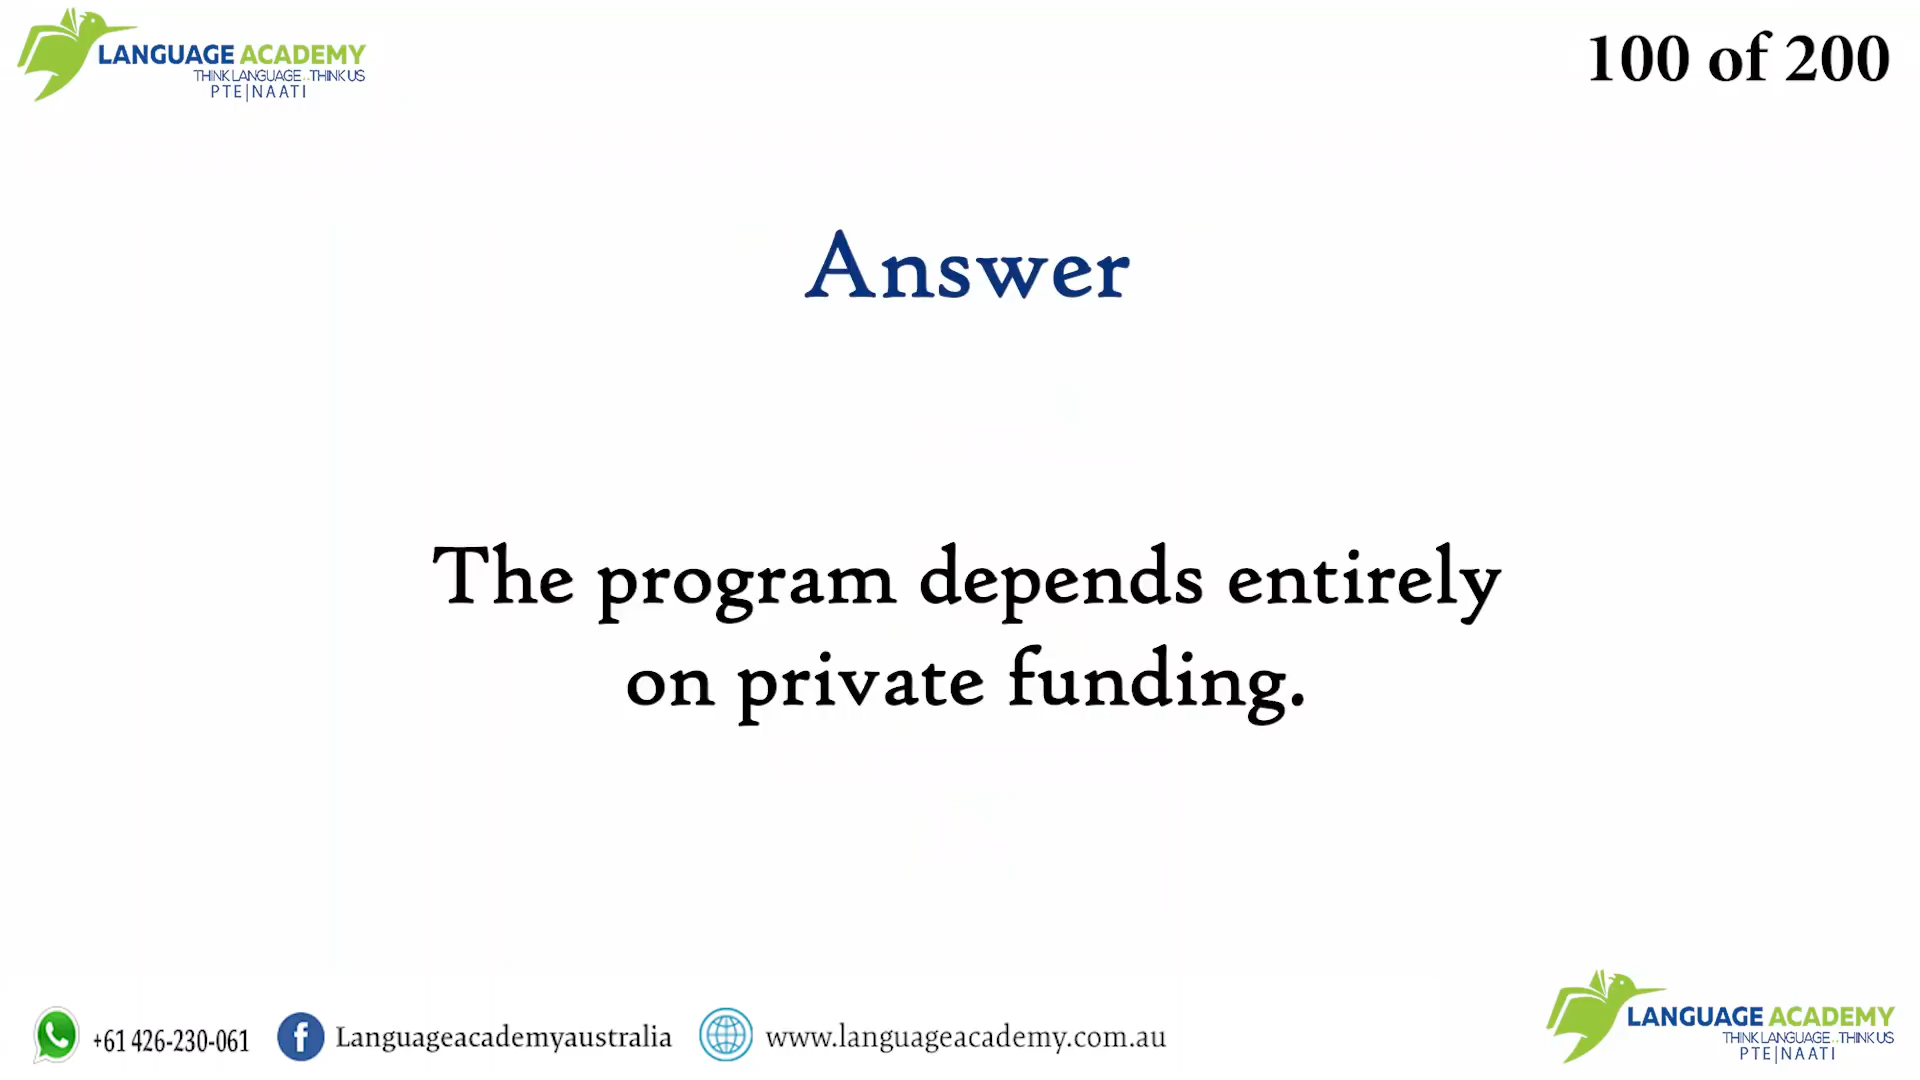 LANGUAGE ACADEMY
THINK LANGUAGE..THINK US
PTE|NAATI
100 of 200
Answer
The program depends entirely
on private funding.
+61 426-230-061
Languageacademyaustralia
www.languageacademy.com.au
LANGUAGE ACADEMY
THINK LANGUAGE..THINK US
PTE|NAATI